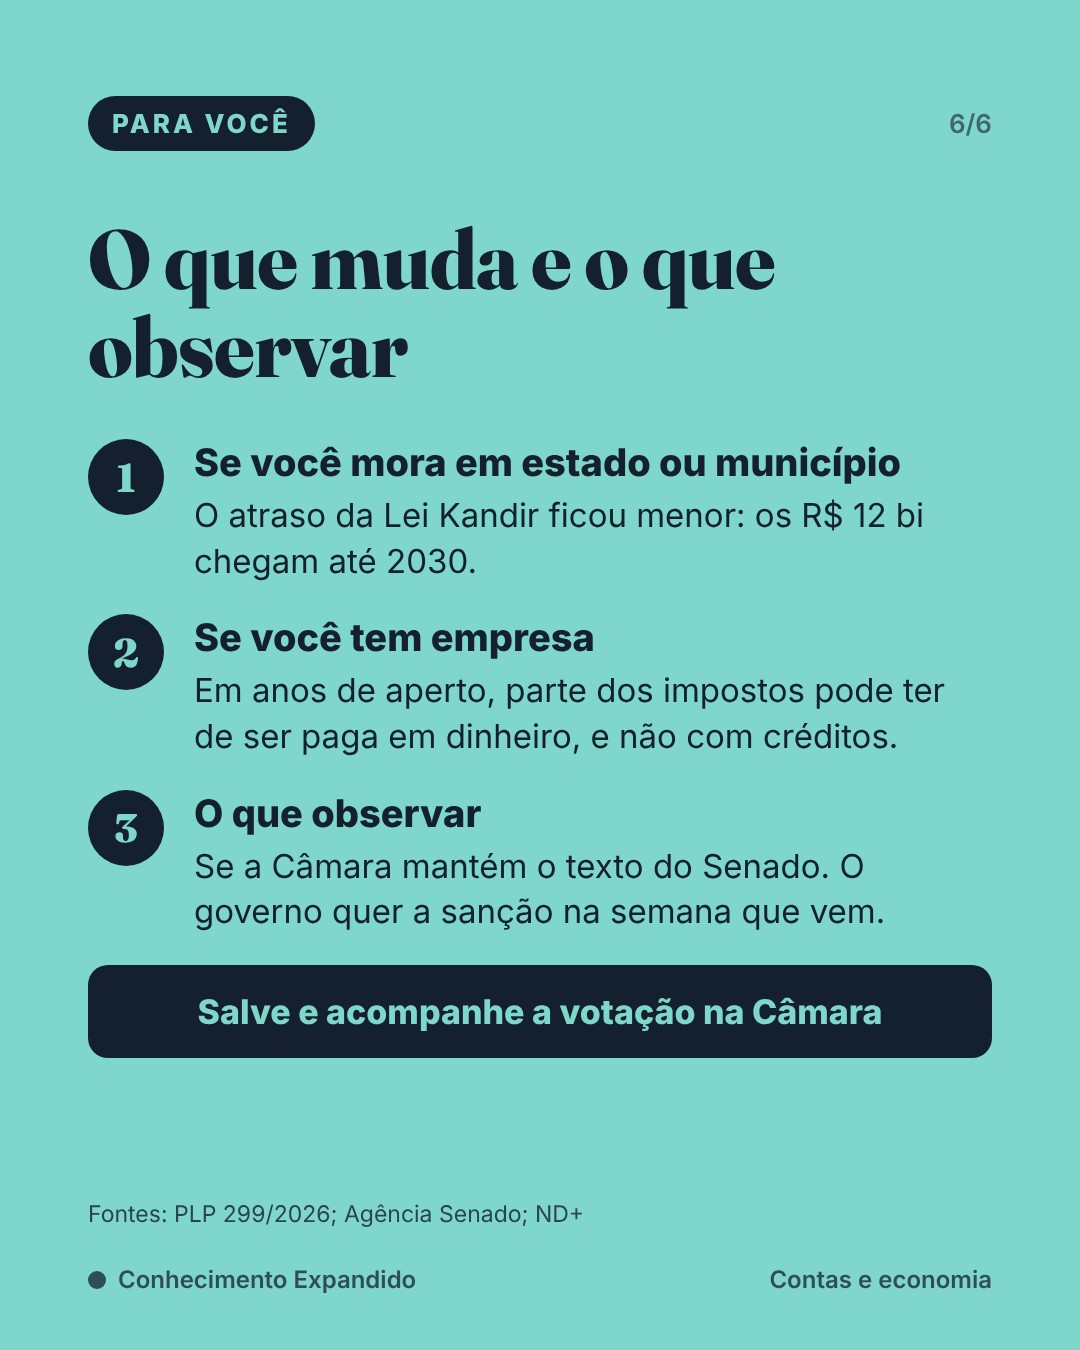 PARA VOCÊ
6/6
O que muda e o que
observar
1
Se você mora em estado ou município
O atraso da Lei Kandir ficou menor: os R$ 12 bi
chegam até 2030.
2
Se você tem empresa
Em anos de aperto, parte dos impostos pode ter
de ser paga em dinheiro, e não com créditos.
3
O que observar
Se a Câmara mantém o texto do Senado. O
governo quer a sanção na semana que vem.
Salve e acompanhe a votação na Câmara
Fontes: PLP 299/2026; Agência Senado; ND+
Conhecimento Expandido
Contas e economia